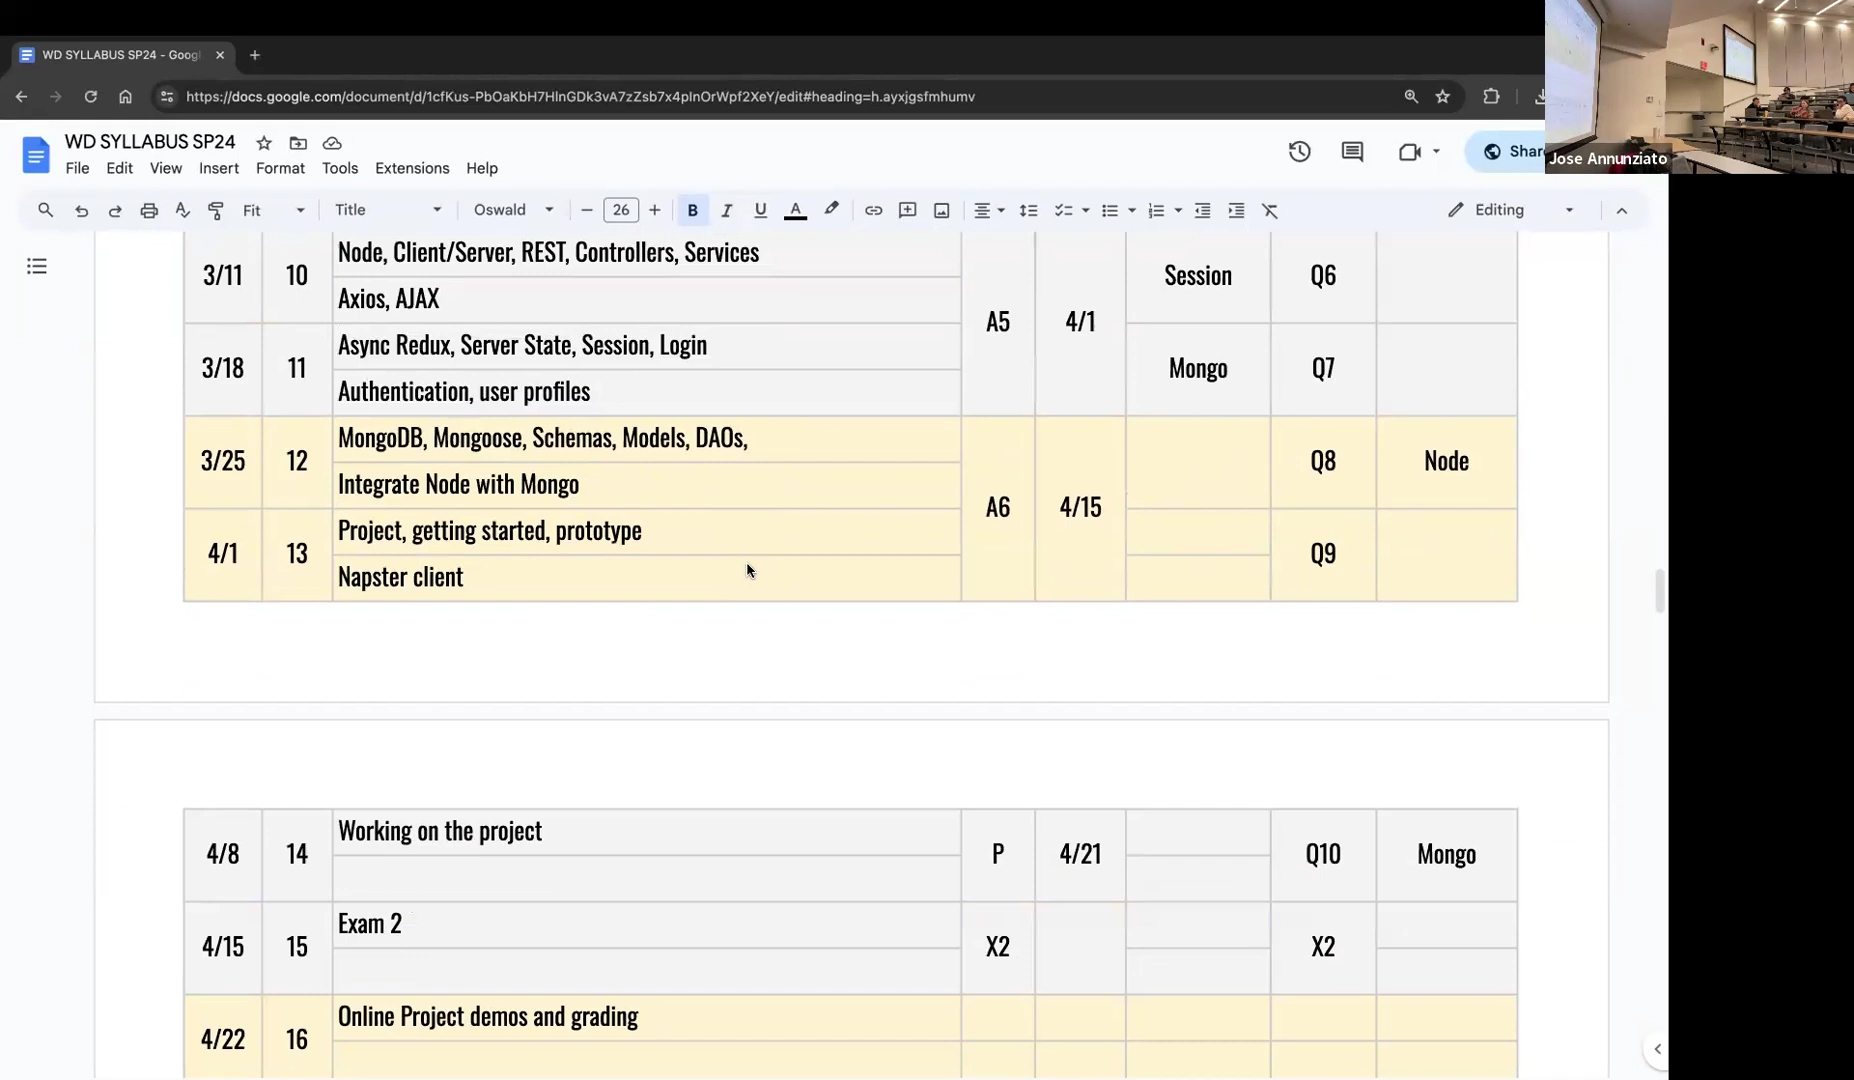 WD SYLLABUS SP24 - Goog
https://docs.google.com/document/d/1cfKus-PbOaKbH7HlnGDk3vA7zZsb7x4plnOrWpf2XeY/edit#heading=h.ayxjgsfmhumv
WD SYLLABUS SP24
Shar
Jose Annunziato
File Edit View Insert Format Tools Extensions Help
Fit Title Oswald 26 B I U A Editing
3/11 10 Node, Client/Server, REST, Controllers, Services Session Q6
Axios, AJAX
A5 4/1
3/18 11 Async Redux, Server State, Session, Login Mongo Q7
Authentication, user profiles
3/25 12 MongoDB, Mongoose, Schemas, Models, DAOs, Q8 Node
Integrate Node with Mongo
A6 4/15
4/1 13 Project, getting started, prototype Q9
Napster client
4/8 14 Working on the project P 4/21 Q10 Mongo
4/15 15 Exam 2 X2 X2
4/22 16 Online Project demos and grading